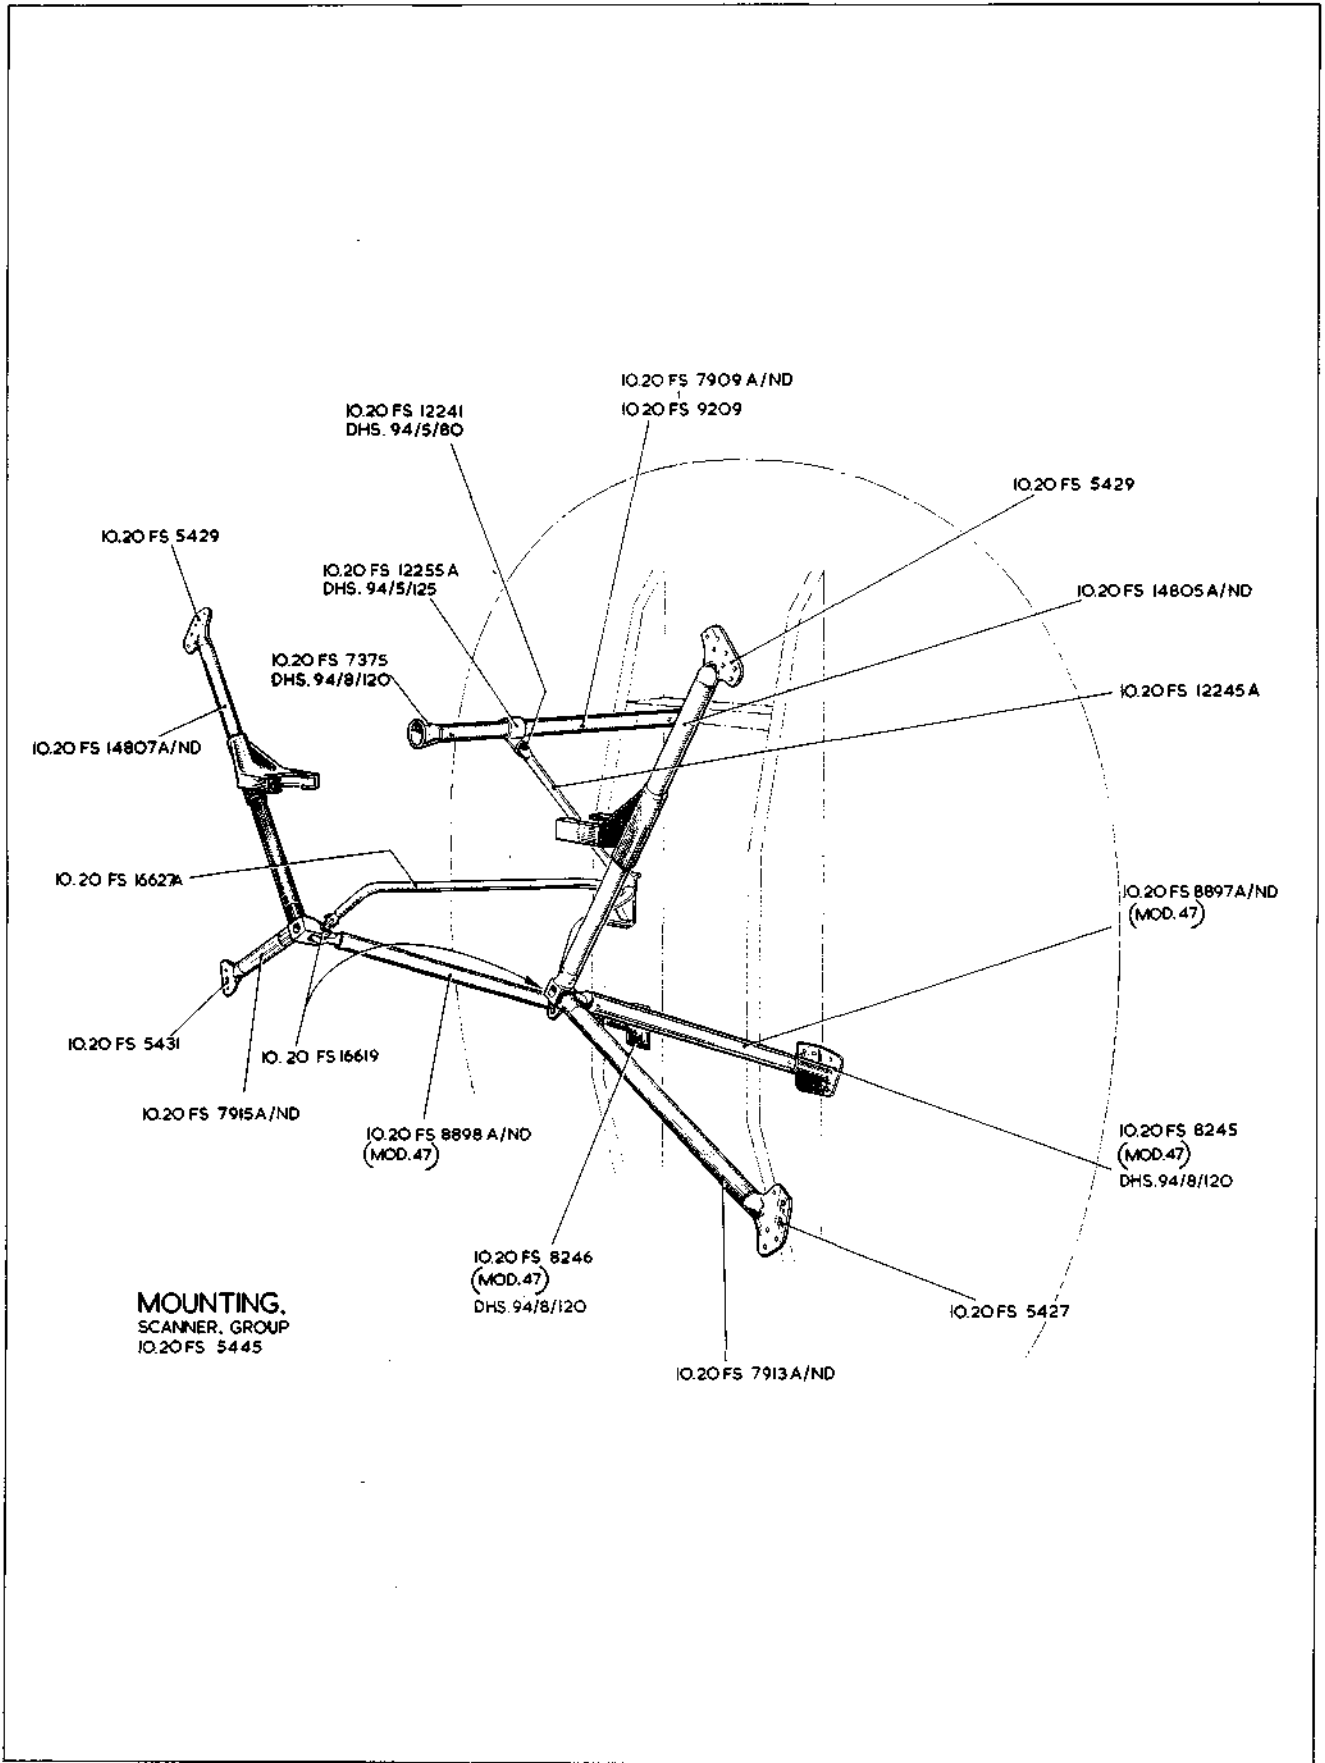 10.20 FS 7909 A/ND
10.20 FS 9209
10.20 FS 12241
DHS. 94/5/80
10.20 FS 5429
10.20 FS 5429
10.20 FS 12255 A
DHS. 94/5/125
10.20 FS 14805 A/ND
10.20 FS 7375
DHS. 94/8/120
10.20 FS 12245 A
10.20 FS 14807A/ND
10.20 FS 16627A
10.20 FS 8897A/ND
(MOD. 47)
10.20 FS 5431
10.20 FS 16619
10.20 FS 7915A/ND
10.20 FS 8898 A/ND
(MOD. 47)
10.20 FS 8245
(MOD. 47)
DHS. 94/8/120
10.20 FS 8246
(MOD. 47)
DHS. 94/8/120
10.20 FS 5427
MOUNTING,
SCANNER, GROUP
10.20 FS 5445
10.20 FS 7913 A/ND